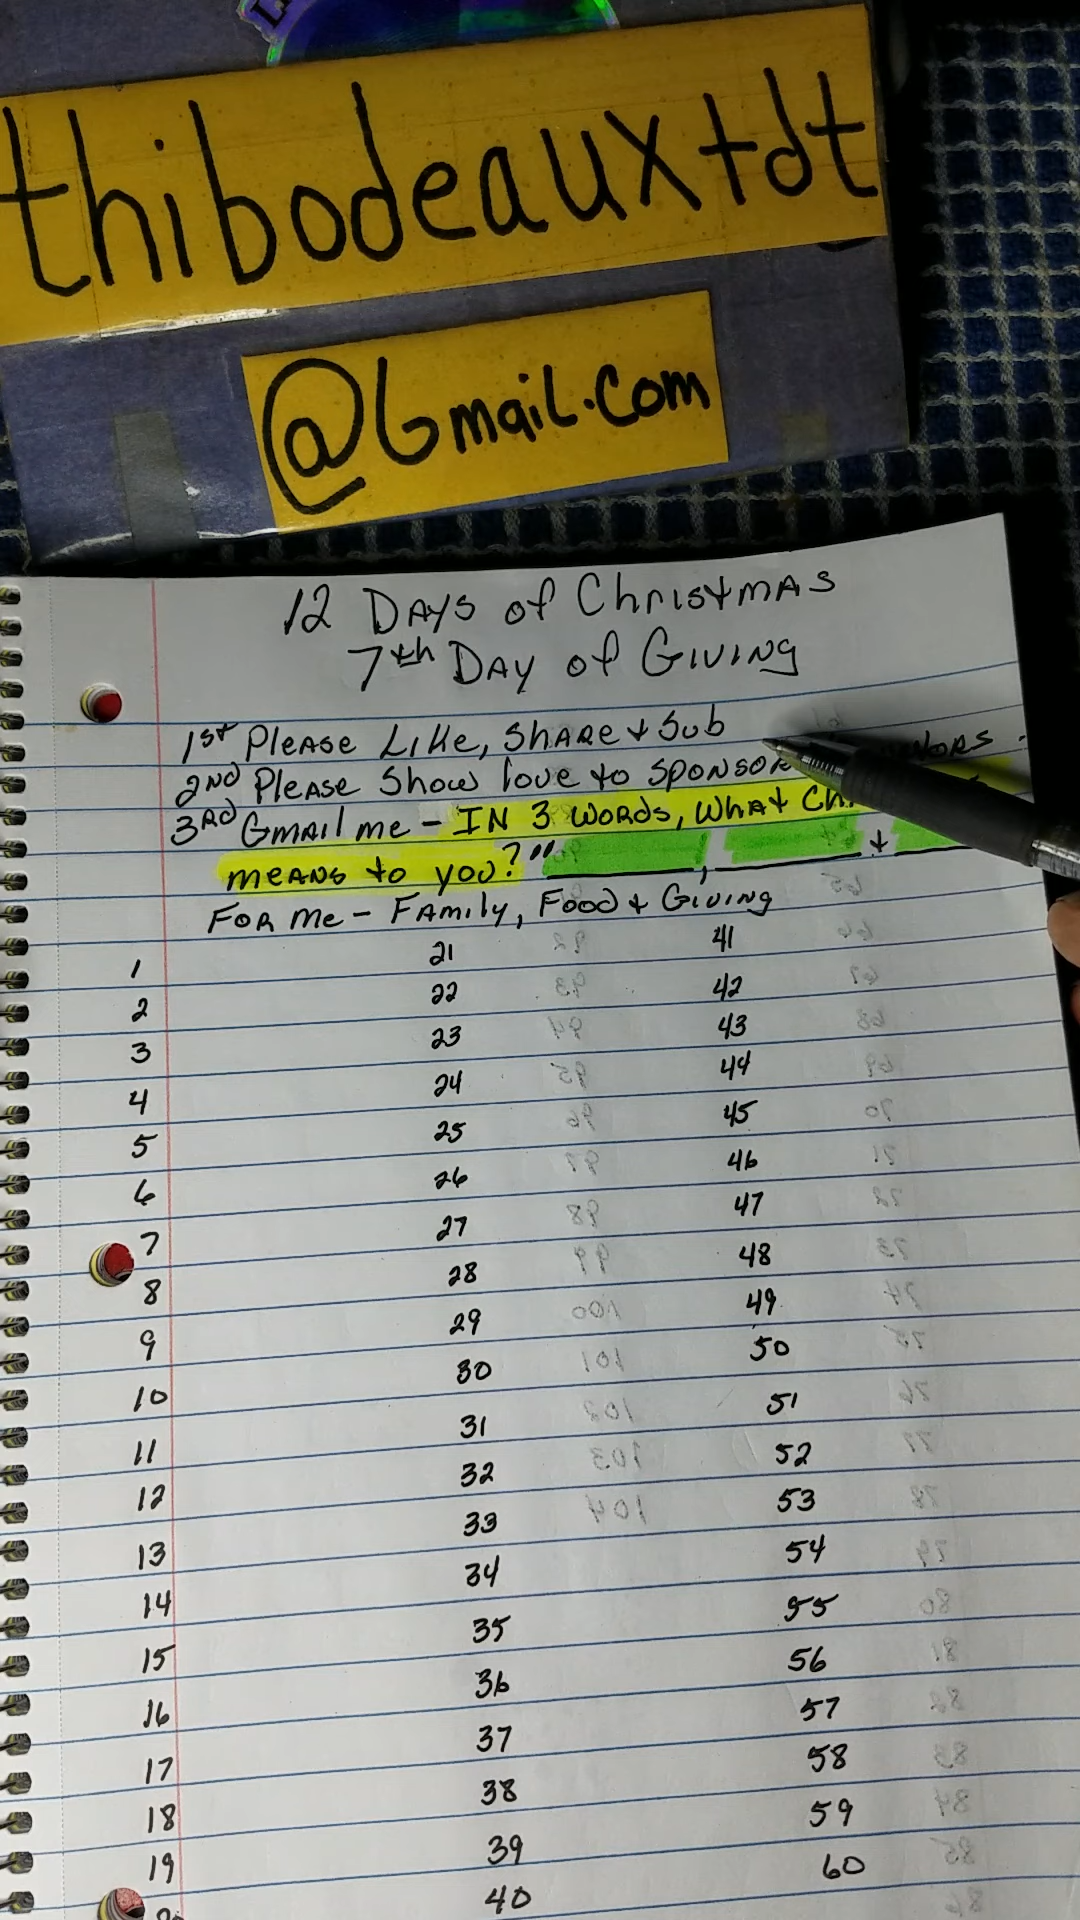 thibodeauxtdt
@Gmail.com
12 DAYS of ChristMAS
7th DAY of GIVING
1st PLEASE LIKE, SHARE & Sub
2ND PLEASE Show love to SPONSOR
3RD GMAIL me - IN 3 WORDS, WHAT
MEANS to you?" , &
FOR Me - FAMILY, Food & Giving
1 21 41
2 22 42
3 23 43
4 24 44
5 25 45
6 26 46
7 27 47
8 28 48
9 29 49
10 30 50
11 31 51
12 32 52
13 33 53
14 34 54
15 35 55
16 36 56
17 37 57
18 38 58
19 39 59
40 60